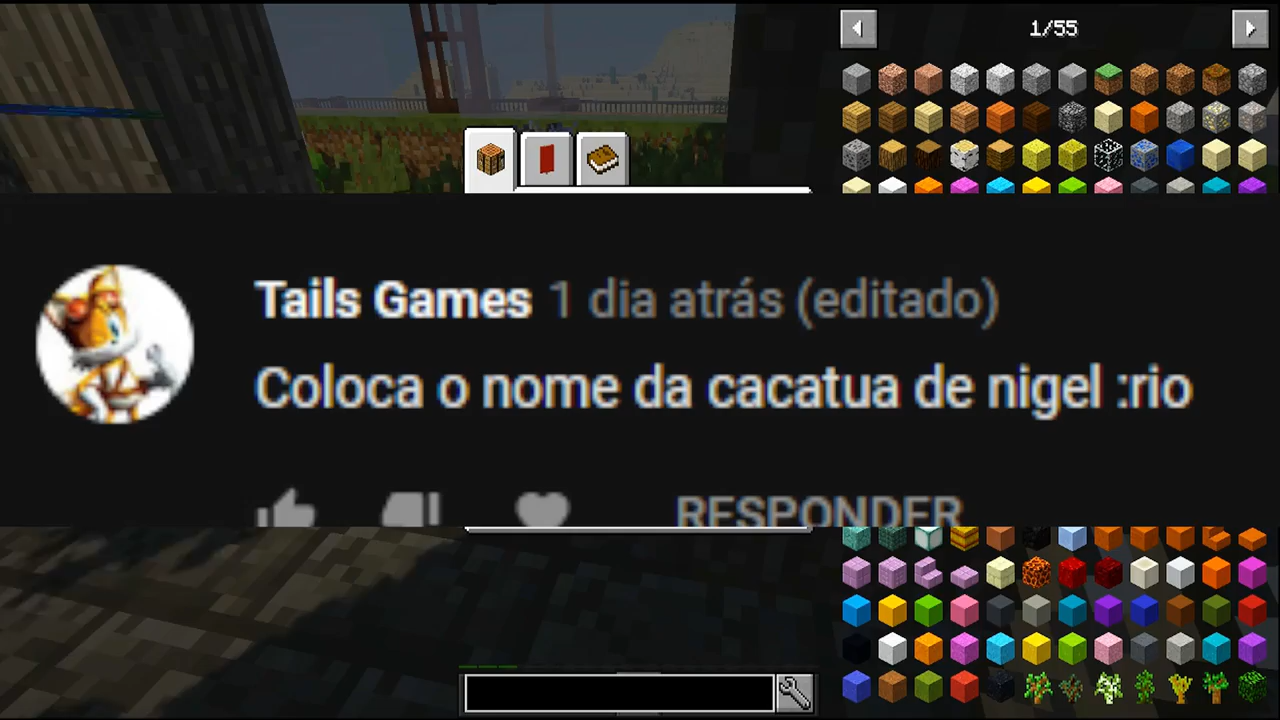 1/55
Tails Games 1 dia atrás (editado)
Coloca o nome da cacatua de nigel :rio
RESPONDER